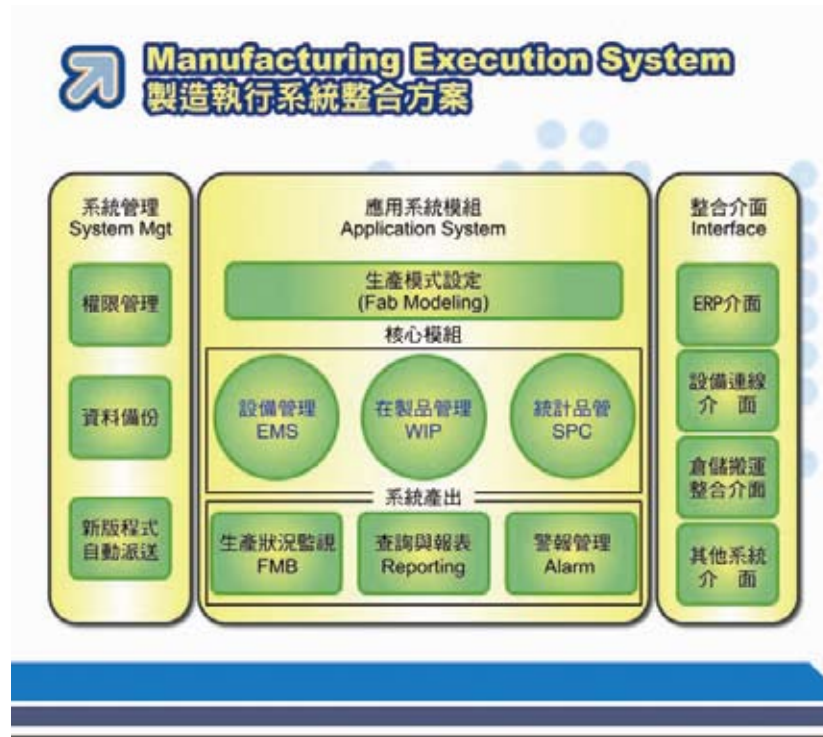 Manufacturing Execution System
製造執行系統整合方案
系統管理
System Mgt
權限管理
資料備份
新版程式
自動派送
應用系統模組
Application System
生產模式設定
(Fab Modeling)
核心模組
設備管理
EMS
在製品管理
WIP
統計品管
SPC
系統產出
生產狀況監視
FMB
查詢與報表
Reporting
警報管理
Alarm
整合介面
Interface
ERP介面
設備連線
介 面
倉儲搬運
整合介面
其他系統
介 面